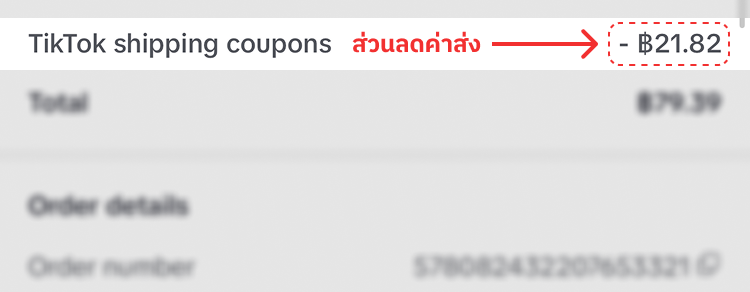 TikTok shipping coupons ส่วนลดค่าส่ง - ฿21.82
Total ฿79.39
Order details
Order number 578082432207653321